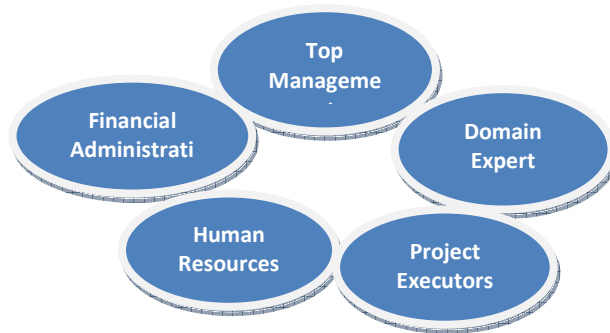 Top
Manageme
Financial
Administrati
Domain
Expert
Human
Resources
Project
Executors